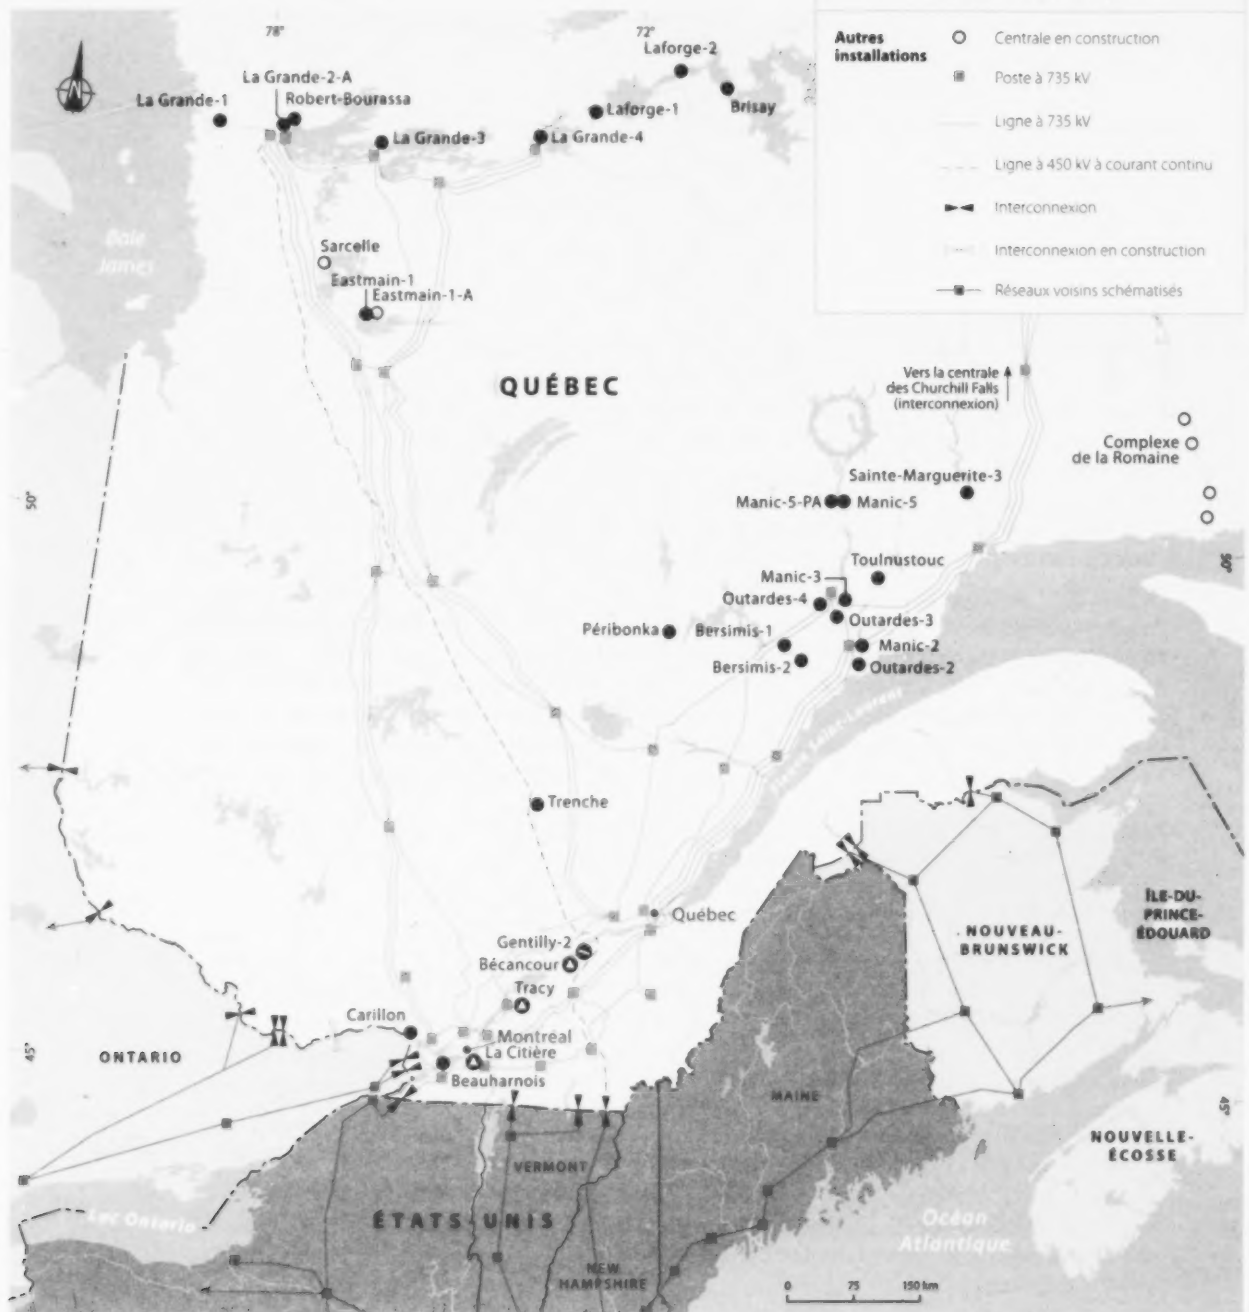 78°
72°
Autres
installations
Centrale en construction
Poste à 735 kV
Ligne à 735 kV
Ligne à 450 kV à courant continu
Interconnexion
Interconnexion en construction
Réseaux voisins schématisés
Laforge-2
La Grande-2-A
Robert-Bourassa
La Grande-1
Laforge-1
Brisay
La Grande-3
La Grande-4
N
Baie
James
Sarcelle
Eastmain-1
Eastmain-1-A
QUÉBEC
Vers la centrale
des Churchill Falls
(interconnexion)
Complexe
de la Romaine
Sainte-Marguerite-3
50°
Manic-5-PA
Manic-5
Toulnustouc
50°
Manic-3
Outardes-4
Outardes-3
Péribonka
Bersimis-1
Manic-2
Bersimis-2
Outardes-2
Saint-Laurent
Trenche
Québec
ÎLE-DU-
PRINCE-
ÉDOUARD
NOUVEAU-
BRUNSWICK
Gentilly-2
Bécancour
Tracy
Carillon
Montréal
La Citière
45°
ONTARIO
Beauharnois
MAINE
45°
NOUVELLE-
ÉCOSSE
VERMONT
Lac Ontario
ÉTATS-UNIS
Océan
Atlantique
NEW
HAMPSHIRE
0 75 150 km